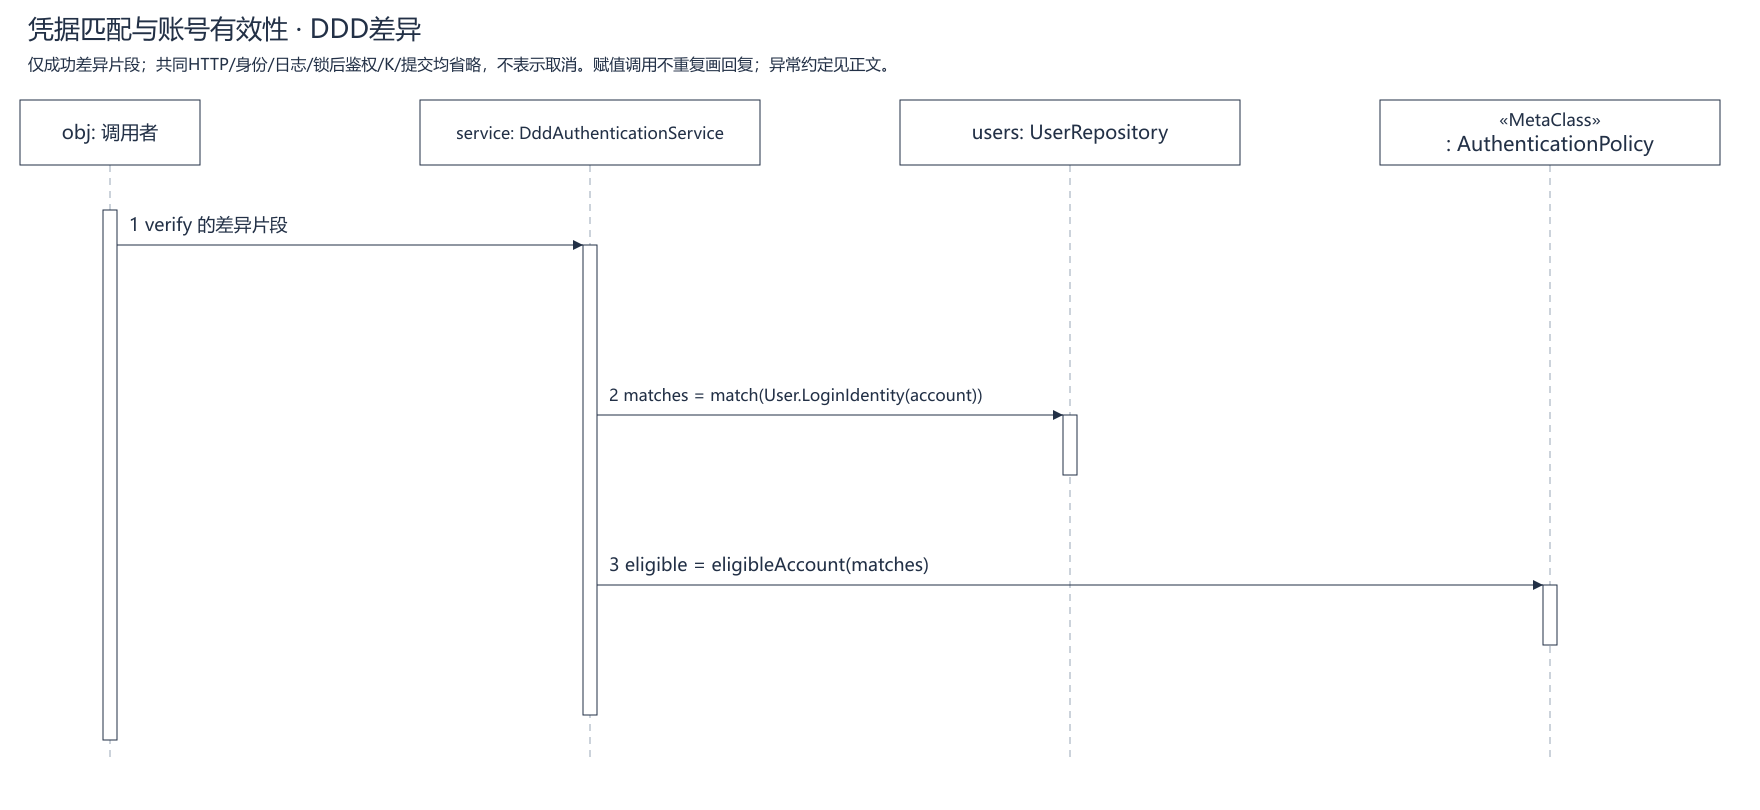 凭据匹配与账号有效性 · DDD差异
仅成功差异片段；共同HTTP/身份/日志/锁后鉴权/K/提交均省略，不表示取消。赋值调用不重复画回复；异常约定见正文。
obj: 调用者
service: DddAuthenticationService
users: UserRepository
«MetaClass»
: AuthenticationPolicy
1 verify 的差异片段
2 matches = match(User.LoginIdentity(account))
3 eligible = eligibleAccount(matches)